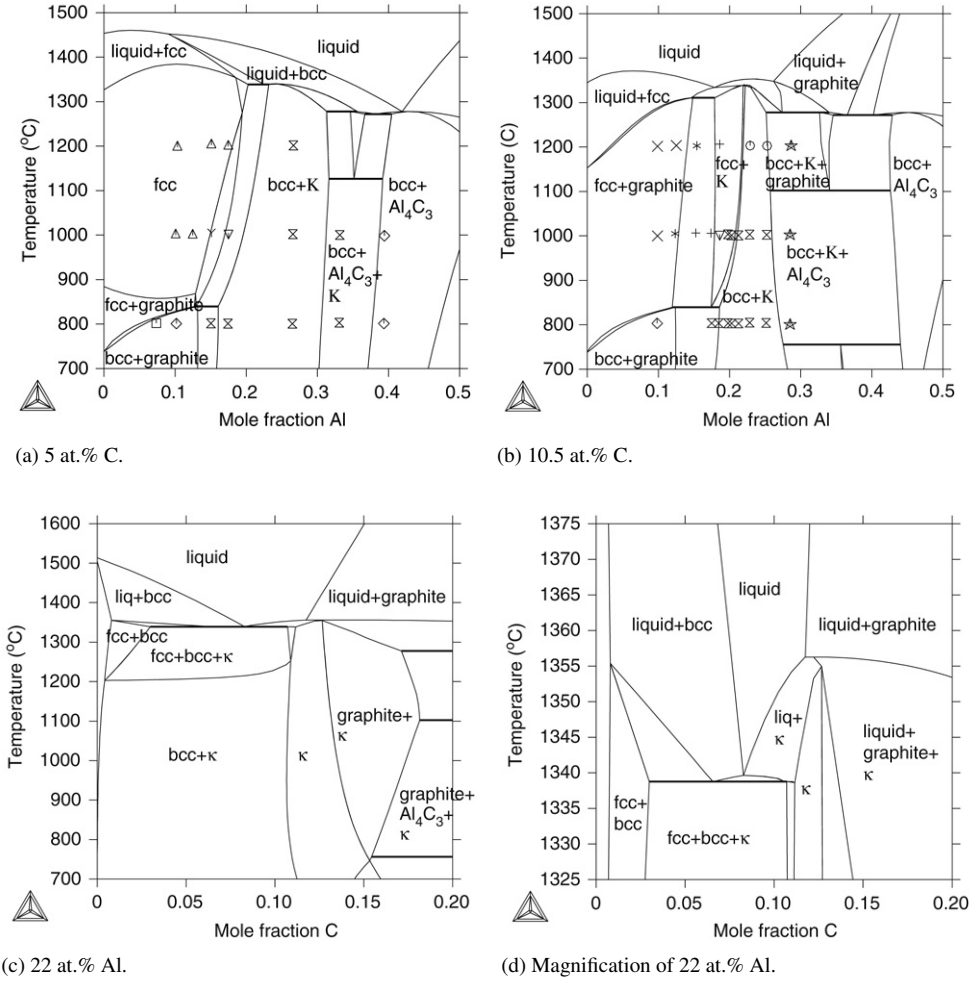 1500
1400
1300
1200
1100
1000
900
800
700
Temperature (°C)
liquid+fcc
liquid
liquid+bcc
fcc
bcc+K
bcc+
Al4C3
bcc+
Al4C3+
K
fcc+graphite
bcc+graphite
0 0.1 0.2 0.3 0.4 0.5
Mole fraction Al
(a) 5 at.% C.
1500
1400
1300
1200
1100
1000
900
800
700
Temperature (C)
liquid
liquid+
graphite
liquid+fcc
fcc+
K
bcc+K+
graphite
bcc+
Al4C3
fcc+graphite
bcc+K+
Al4C3
bcc+K
bcc+graphite
0 0.1 0.2 0.3 0.4 0.5
Mole fraction Al
(b) 10.5 at.% C.
1600
1500
1400
1300
1200
1100
1000
900
800
700
Temperature (°C)
liquid
liq+bcc
liquid+graphite
fcc+bcc
fcc+bcc+κ
graphite+
κ
bcc+κ
κ
graphite+
Al4C3+
κ
0 0.05 0.10 0.15 0.20
Mole fraction C
(c) 22 at.% Al.
1375
1370
1365
1360
1355
1350
1345
1340
1335
1330
1325
Temperature (°C)
liquid
liquid+bcc
liquid+graphite
liq+
κ
liquid+
graphite+
κ
κ
fcc+
bcc
fcc+bcc+κ
0 0.05 0.10 0.15 0.20
Mole fraction C
(d) Magnification of 22 at.% Al.